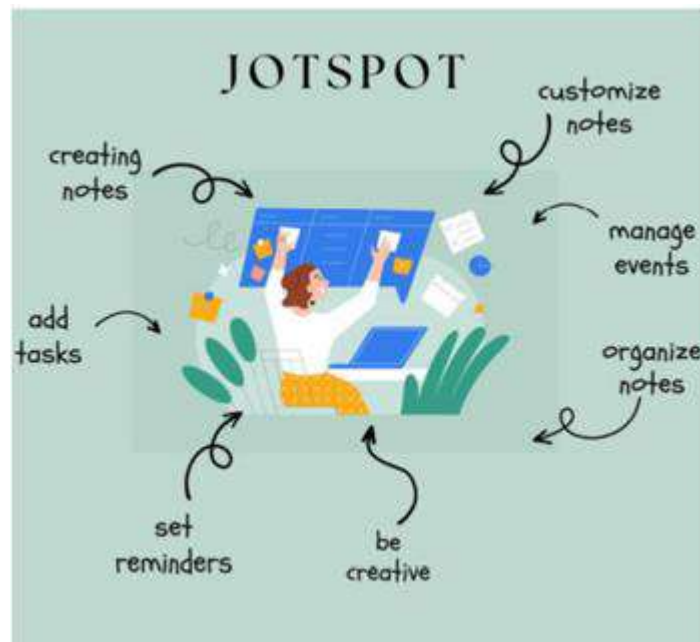 JOTSPOT
customize
notes
creating
notes
manage
events
add
tasks
organize
notes
set
reminders
be
creative